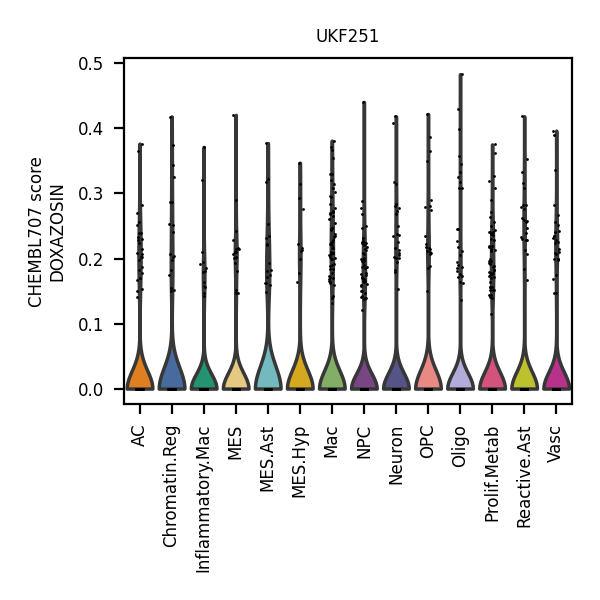 UKF251
CHEMBL707 score
DOXAZOSIN
0.5
0.4
0.3
0.2
0.1
0.0
AC
Chromatin.Reg
Inflammatory.Mac
MES
MES.Ast
MES.Hyp
Mac
NPC
Neuron
OPC
Oligo
Prolif.Metab
Reactive.Ast
Vasc